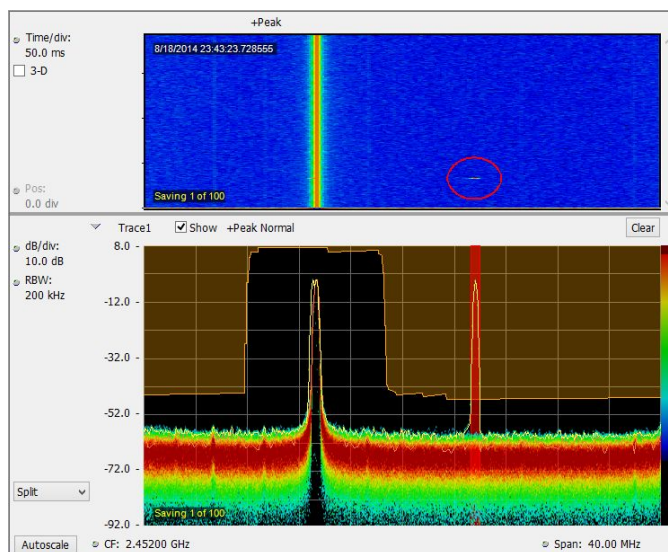 +Peak
Time/div:
50.0 ms
3-D
8/18/2014 23:43:23.728555
Pos:
0.0 div
Saving 1 of 100
Trace1 Show +Peak Normal Clear
dB/div:
10.0 dB
RBW:
200 kHz
8.0
-12.0
-32.0
-52.0
-72.0
-92.0
Split
Saving 1 of 100
Autoscale CF: 2.45200 GHz Span: 40.00 MHz